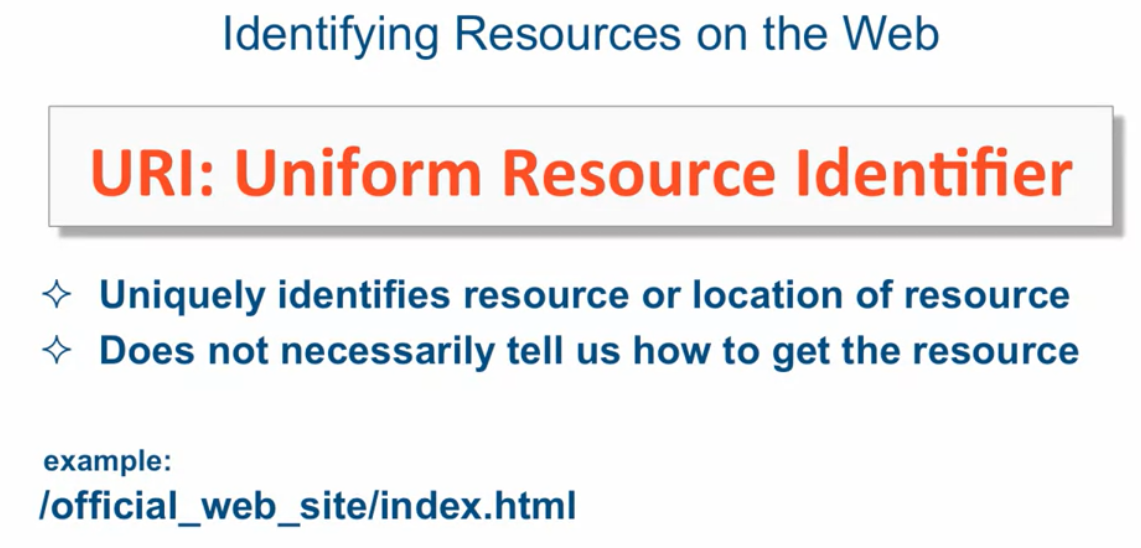 Identifying Resources on the Web
URI: Uniform Resource Identifier
✧ Uniquely identifies resource or location of resource
✧ Does not necessarily tell us how to get the resource
example:
/official_web_site/index.html